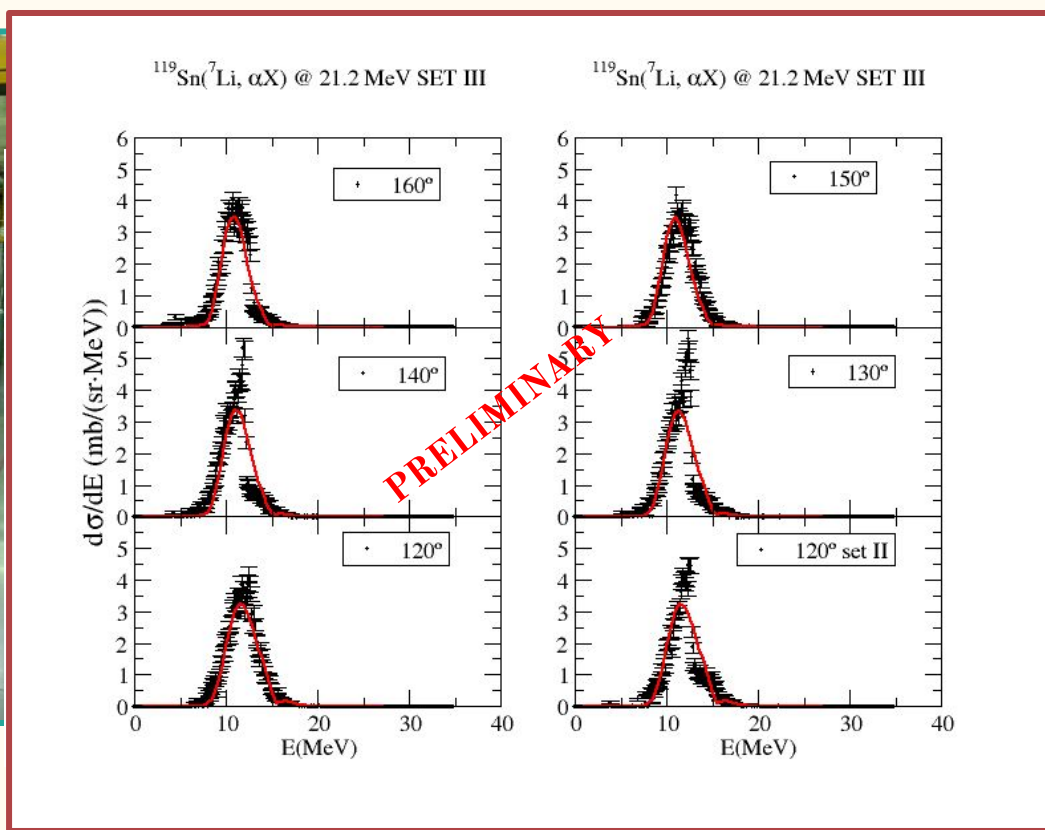 ¹¹⁹Sn(⁷Li, αX) @ 21.2 MeV SET III
¹¹⁹Sn(⁷Li, αX) @ 21.2 MeV SET III
dσ/dE (mb/(sr·MeV))
6
5
4
3
2
1
0
160º
6
5
4
3
2
1
0
150º
5
4
3
2
1
0
140º
5
4
3
2
1
0
130º
PRELIMINARY
5
4
3
2
1
0
120º
5
4
3
2
1
0
120º set II
0 10 20 30 40
0 10 20 30 40
E(MeV)
E(MeV)